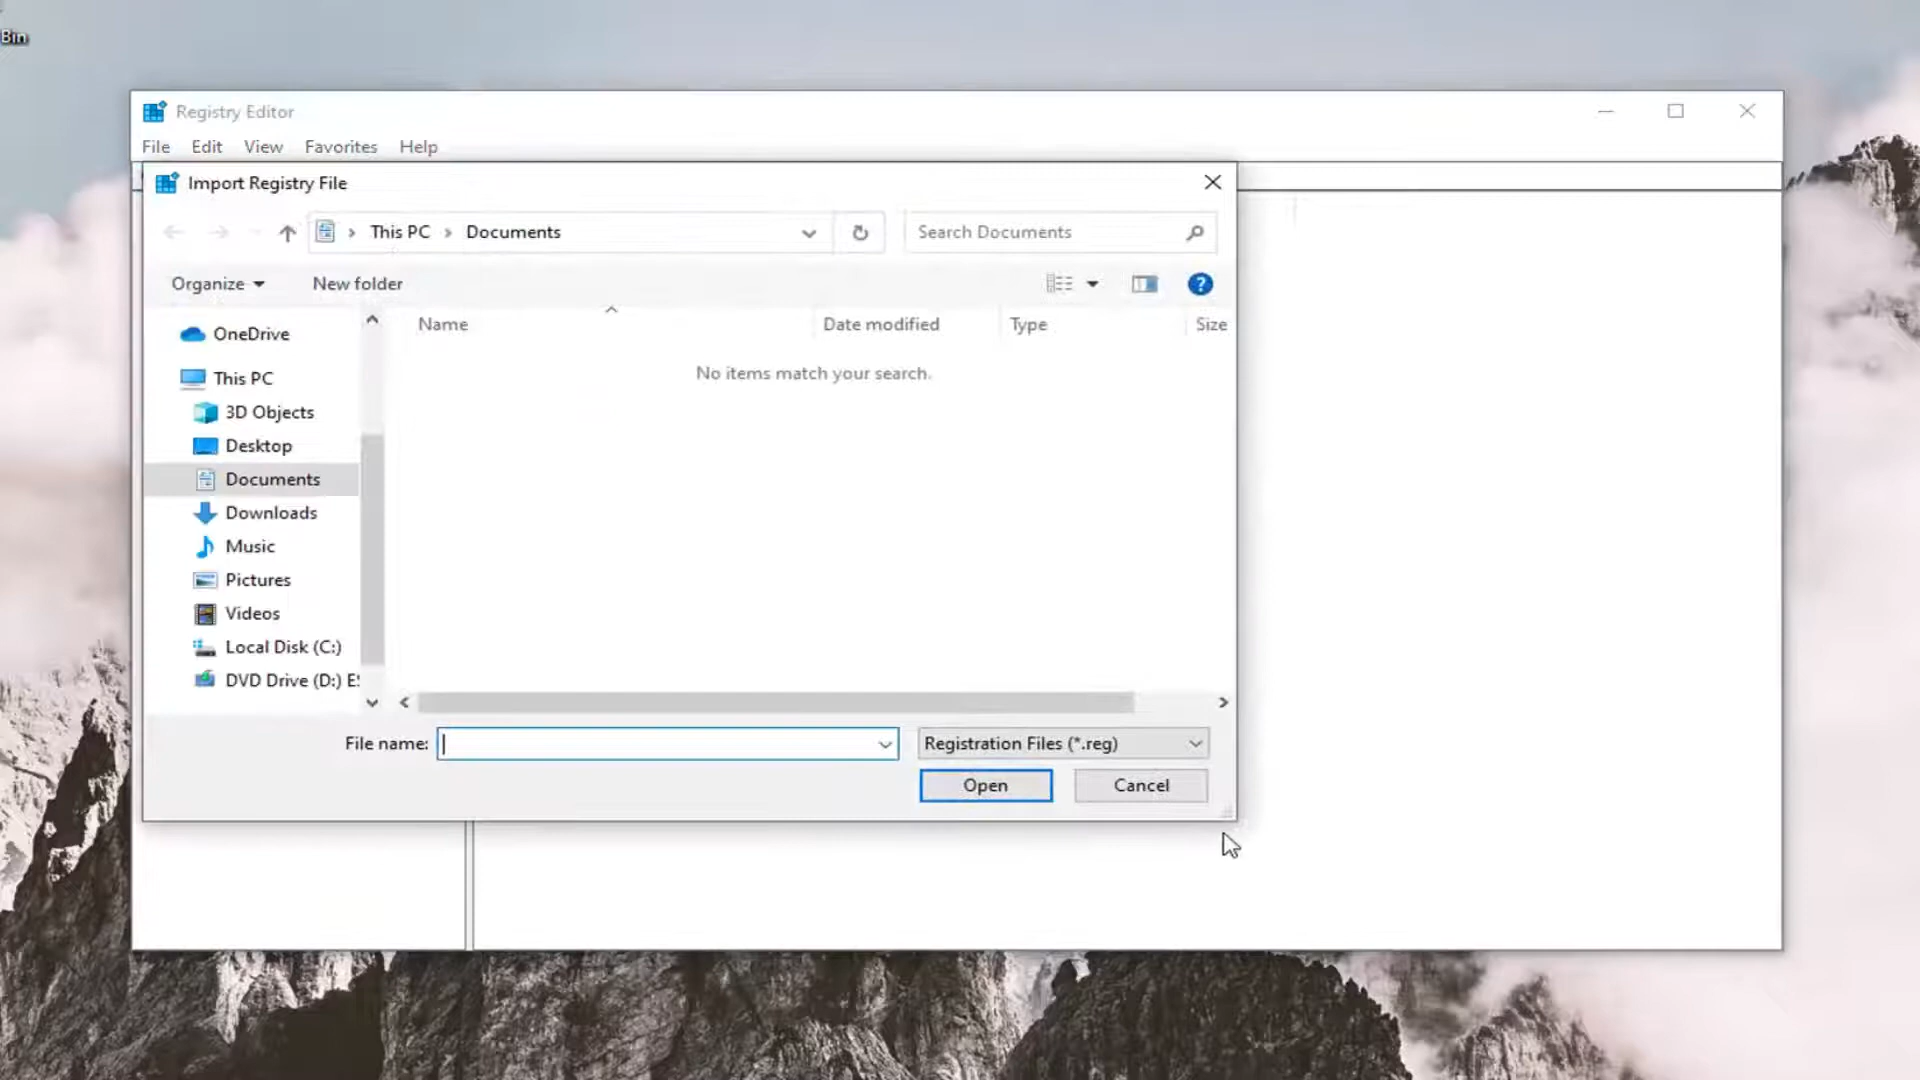 Bin
Registry Editor
File Edit View Favorites Help
Import Registry File
This PC Documents
Search Documents
Organize New folder
Name Date modified Type Size
No items match your search.
OneDrive
This PC
3D Objects
Desktop
Documents
Downloads
Music
Pictures
Videos
Local Disk (C:)
DVD Drive (D:) E
File name: Registration Files (*.reg)
Open Cancel